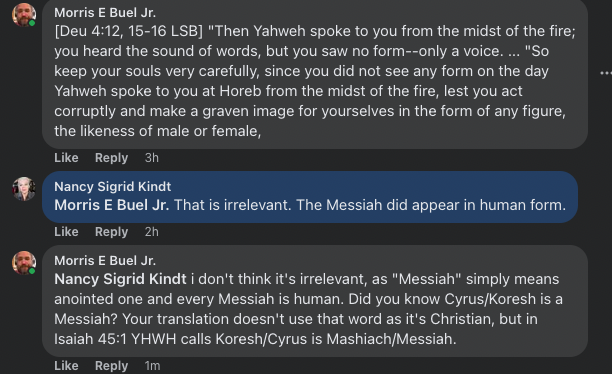 Morris E Buel Jr.
[Deu 4:12, 15-16 LSB] "Then Yahweh spoke to you from the midst of the fire;
you heard the sound of words, but you saw no form--only a voice. ... "So
keep your souls very carefully, since you did not see any form on the day
Yahweh spoke to you at Horeb from the midst of the fire, lest you act
corruptly and make a graven image for yourselves in the form of any figure,
the likeness of male or female,
Like Reply 3h
Nancy Sigrid Kindt
Morris E Buel Jr. That is irrelevant. The Messiah did appear in human form.
Like Reply 2h
Morris E Buel Jr.
Nancy Sigrid Kindt i don't think it's irrelevant, as "Messiah" simply means
anointed one and every Messiah is human. Did you know Cyrus/Koresh is a
Messiah? Your translation doesn't use that word as it's Christian, but in
Isaiah 45:1 YHWH calls Koresh/Cyrus is Mashiach/Messiah.
Like Reply 1m